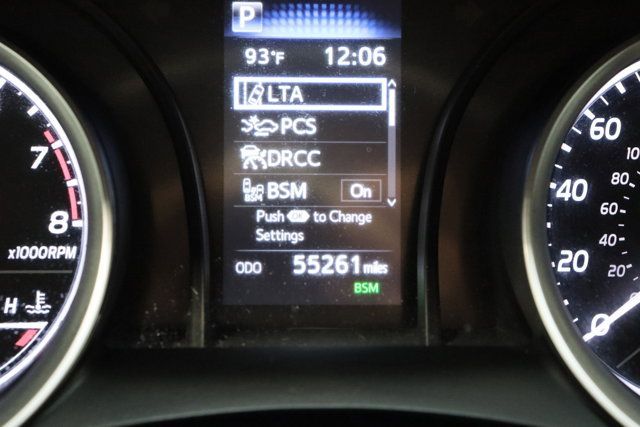 P
93°F 12:06
LTA
PCS
DRCC
BSM On
Push OK to Change
Settings
ODO 55261 miles
BSM
7
8
x1000RPM
H
60
40
20
0
10
80
60
40
20